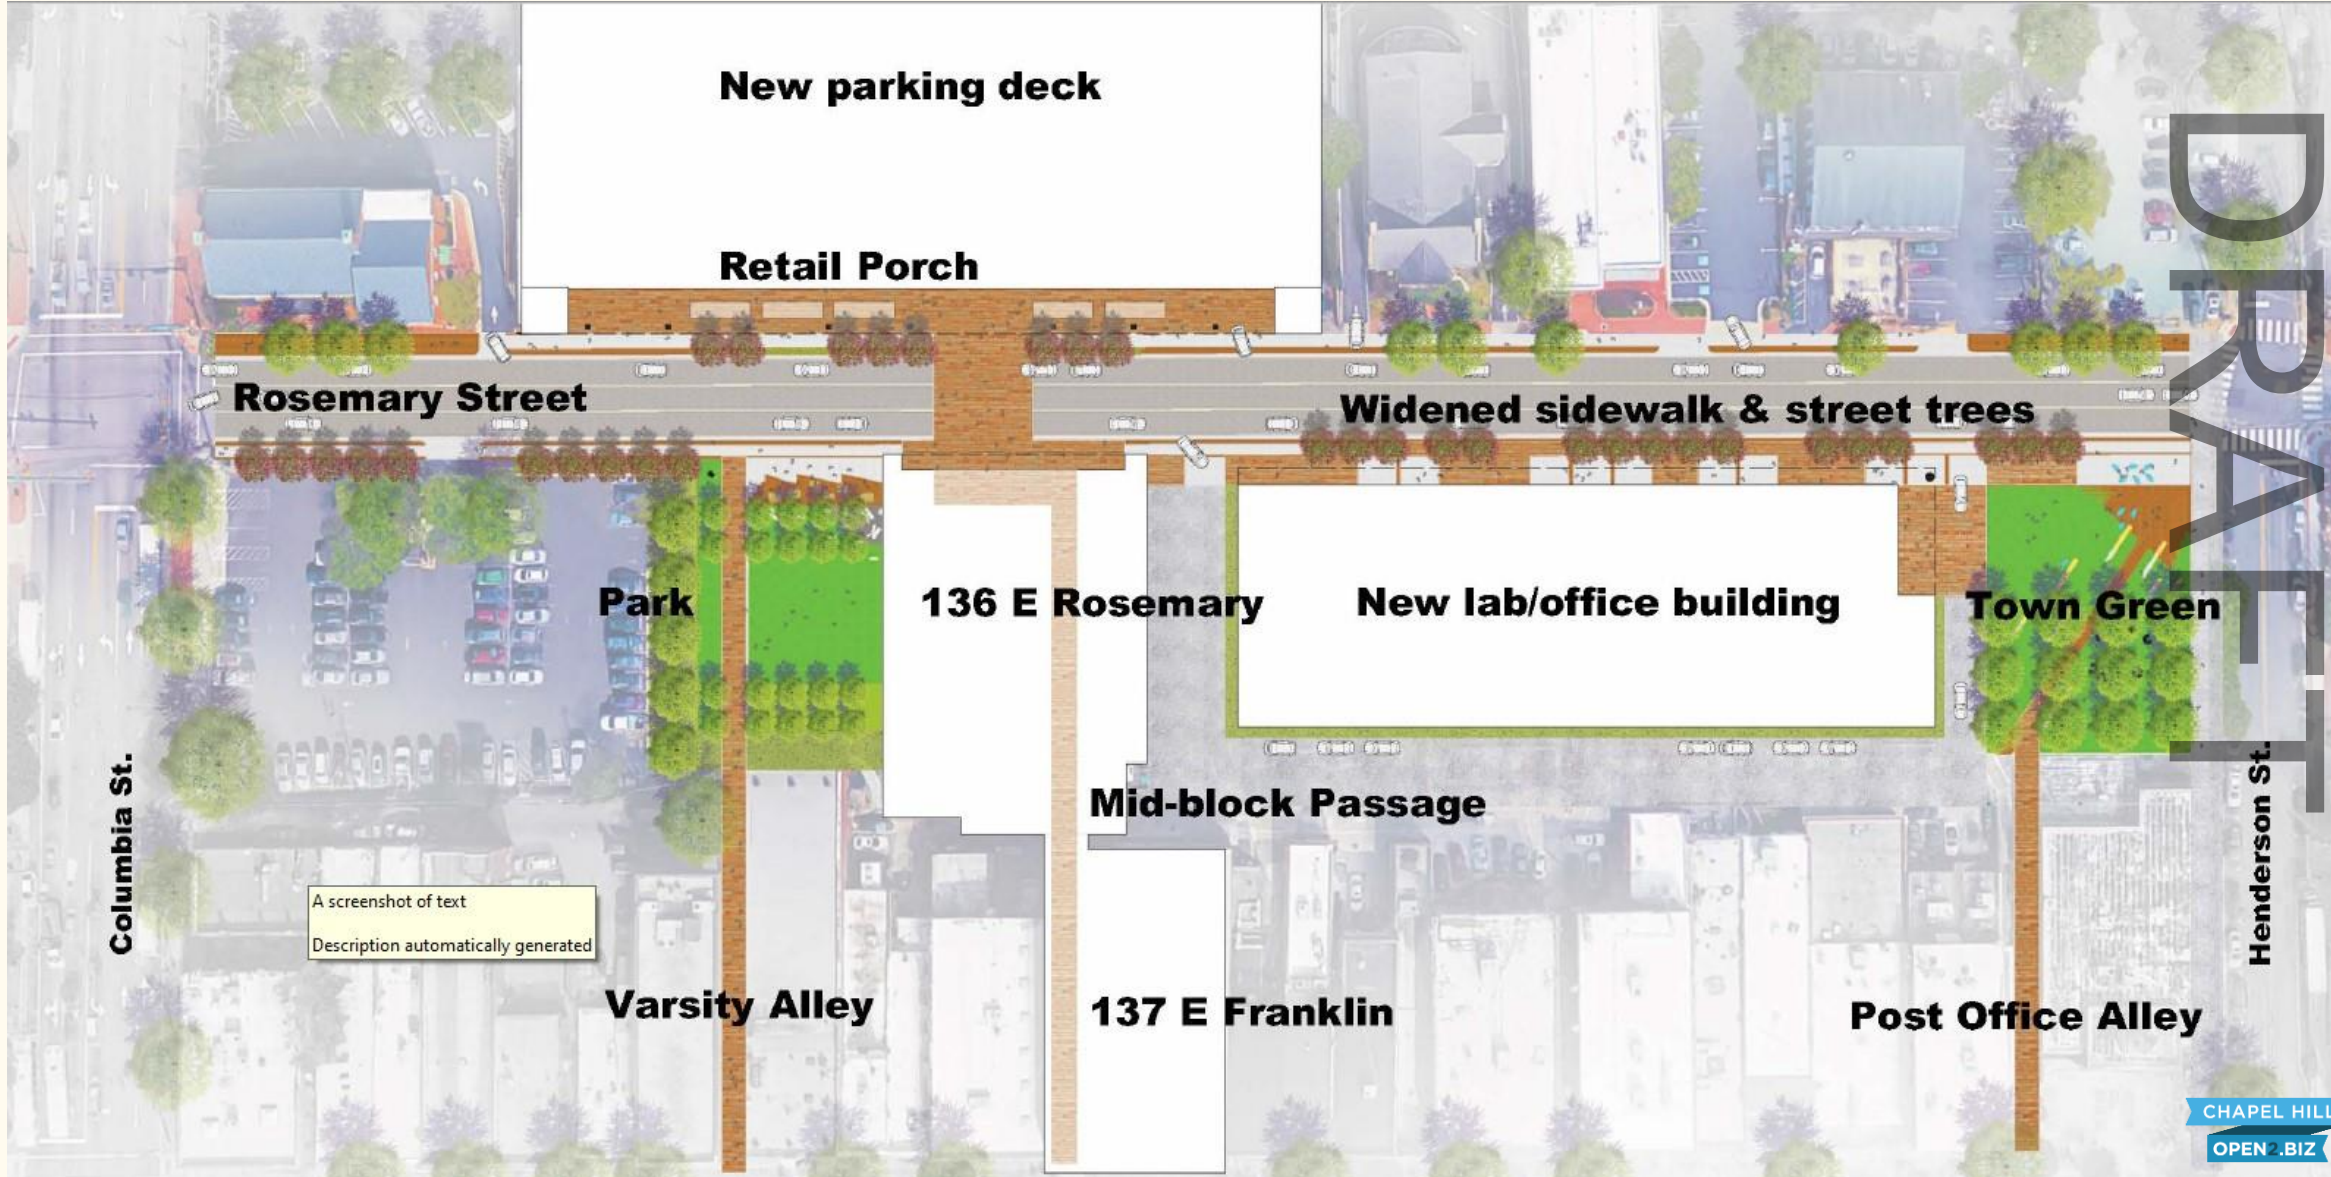 New parking deck
Retail Porch
Rosemary Street
Widened sidewalk & street trees
Park
136 E Rosemary
New lab/office building
Town Green
Columbia St.
Mid-block Passage
Henderson St.
A screenshot of text
Description automatically generated
Varsity Alley
137 E Franklin
Post Office Alley
DRAFT
CHAPEL HILL
OPEN2.BIZ